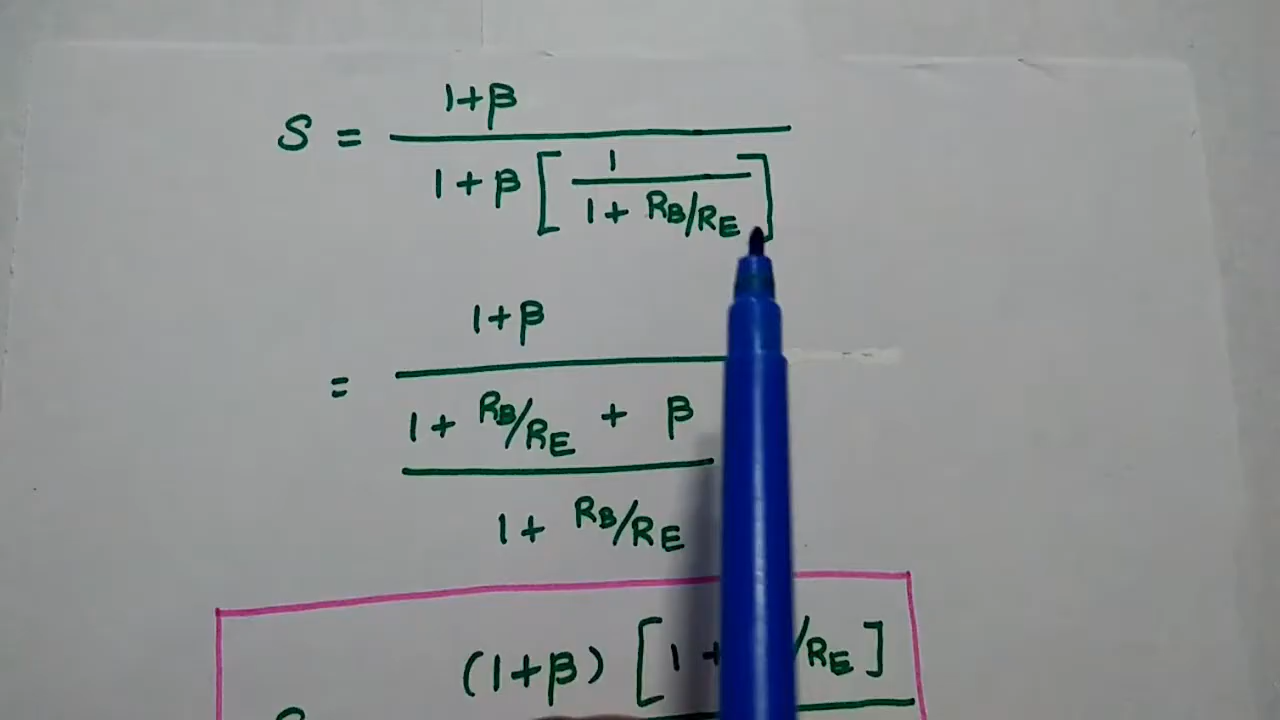 S = 1+β
1+β [ 1
1+ RB/RE ]
= 1+β
1+ RB/RE + β
1+ RB/RE
(1+β) [1+ /RE]